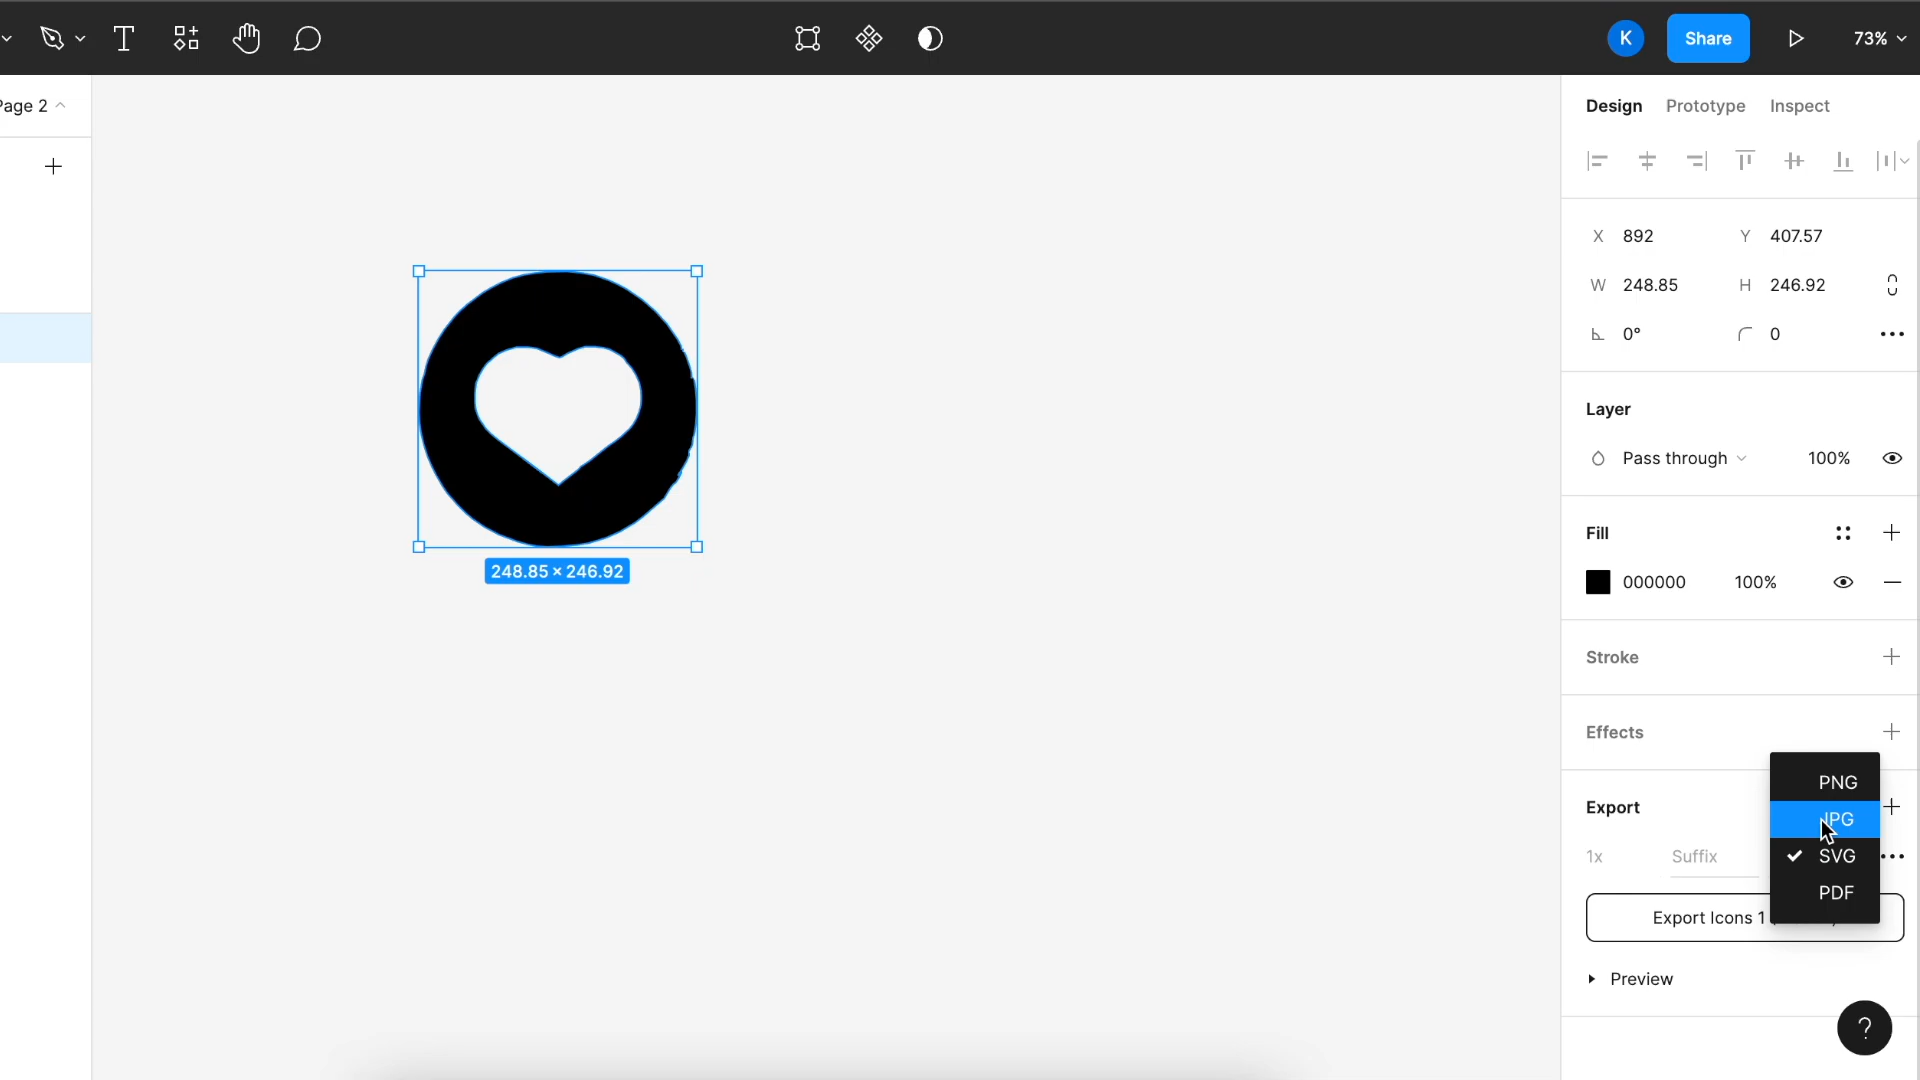 K
Share
73%
Page 2
Design Prototype Inspect
X 892 Y 407.57
W 248.85 H 246.92
0° 0
Layer
Pass through 100%
Fill
000000 100%
Stroke
Effects
PNG
Export
JPG
1x Suffix SVG
PDF
Export Icons 1
Preview
248.85 × 246.92
?